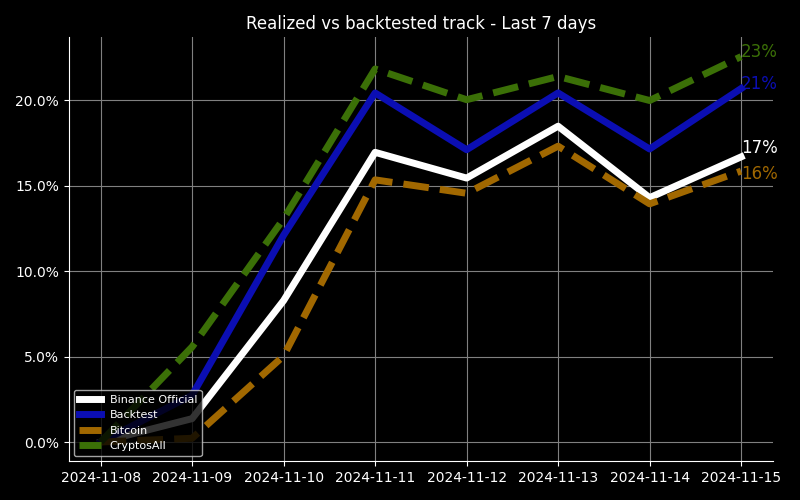 Realized vs backtested track - Last 7 days
23%
21%
17%
16%
20.0%
15.0%
10.0%
5.0%
0.0%
Binance Official
Backtest
Bitcoin
CryptosAll
2024-11-08 2024-11-09 2024-11-10 2024-11-11 2024-11-12 2024-11-13 2024-11-14 2024-11-15